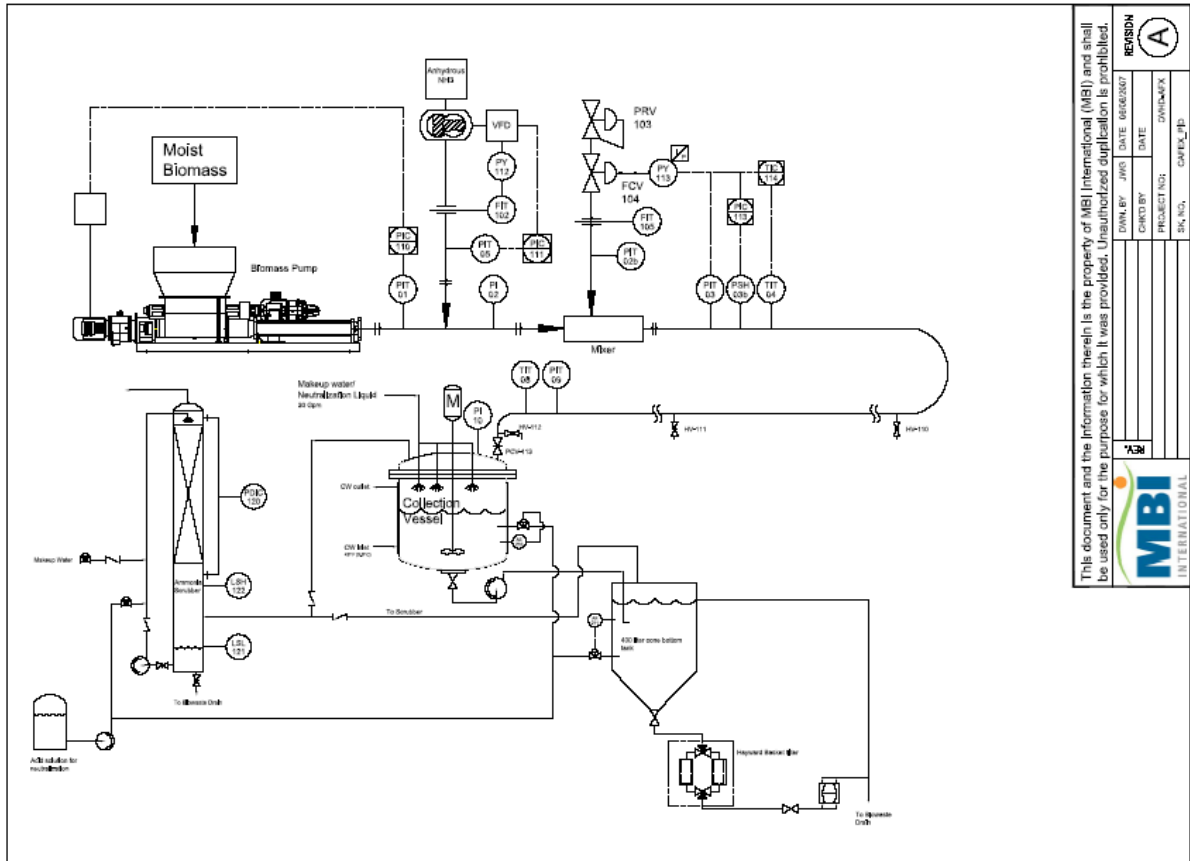 Anhydrous
NH3
Moist
Biomass
VFD
PRV
103
PY
112
FCV
104
PY
113
TIC
114
FIT
102
PIC
113
FIT
105
PIC
110
PIT
05
PIC
111
PIT
02b
Biomass Pump
PIT
01
PI
02
PIT
03
PSH
03b
TIT
04
Mixer
TIT
08
PIT
09
Makeup water/
Neutralization Liquid
M
PI
10
HV-112
PCV-113
HV-111
HV-110
CW outlet
Collection
Vessel
CW Inlet
PDIC
120
Makeup Water
Ammonia
Scrubber
LSH
122
To Scrubber
LSL
121
400 liter cone bottom
tank
To Biowaste Drain
Acid solution for
neutralization
Hayward Basket filter
To Biowaste
Drain
This document and the information therein is the property of MBI International (MBI) and shall
be used only for the purpose for which it was provided. Unauthorized duplication is prohibited.
REVISION
A
DWN. BY JWG DATE
CHK'D BY DATE
PROJECT NO:
SK. NO. CAFEX_PID
REV.
MBI
INTERNATIONAL